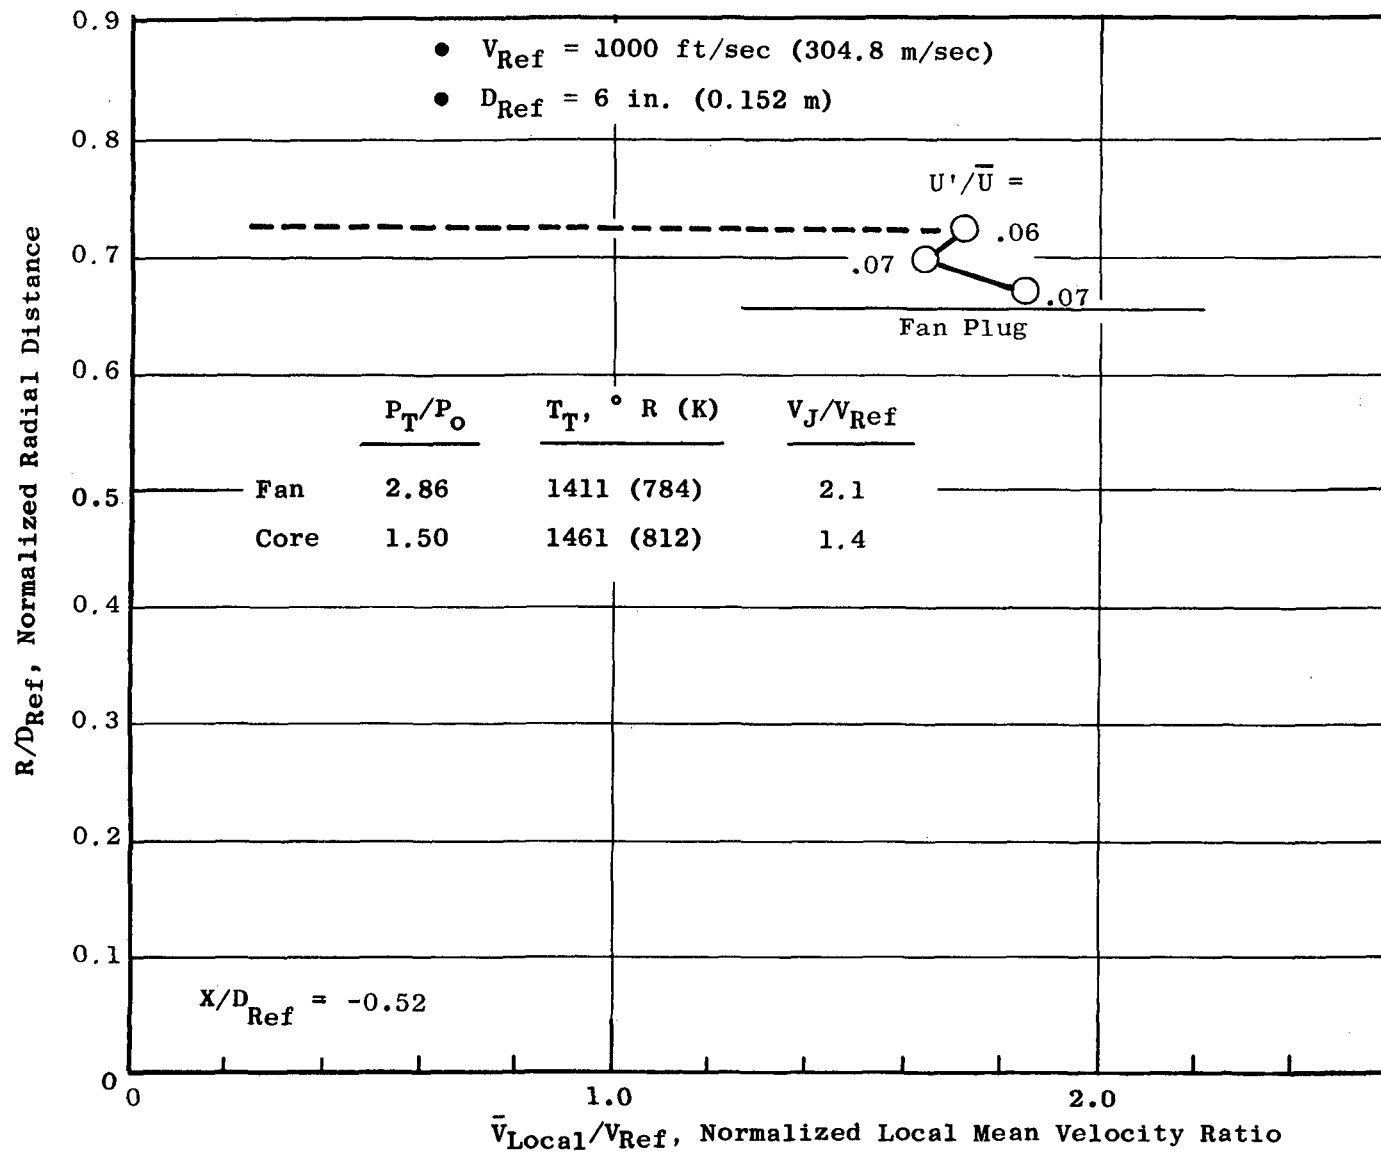 0.9
● V_Ref = 1000 ft/sec (304.8 m/sec)
● D_Ref = 6 in. (0.152 m)
0.8
U'/Ū =
.06
.07
0.7
.07
Fan Plug
0.6
P_T/P_o T_T, ° R (K) V_J/V_Ref
0.5
Fan 2.86 1411 (784) 2.1
Core 1.50 1461 (812) 1.4
0.4
0.3
0.2
0.1
X/D_Ref = -0.52
0
0 1.0 2.0
V̄_Local/V_Ref, Normalized Local Mean Velocity Ratio
R/D_Ref, Normalized Radial Distance